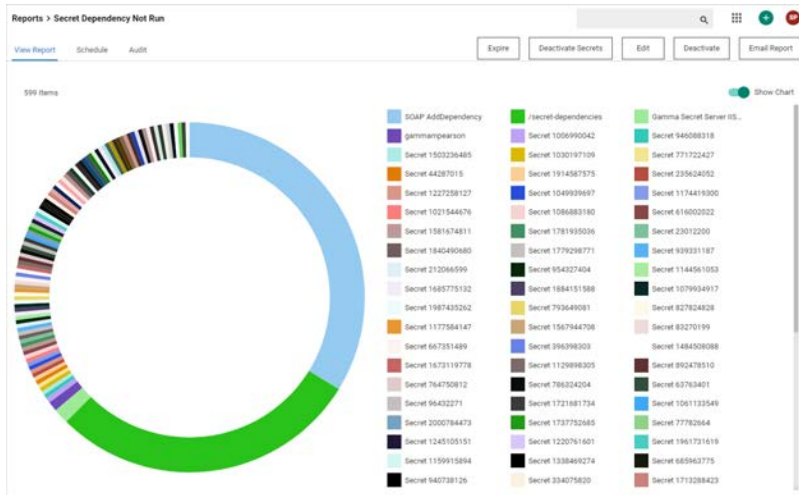 Reports > Secret Dependency Not Run
SP
View Report Schedule Audit
Expire Deactivate Secrets Edit Deactivate Email Report
599 Items
Show Chart
SOAP AddDependency /secret-dependencies Gamma Secret Server IIS...
gammampearson Secret 1006990042 Secret 946088318
Secret 1503236485 Secret 1030197109 Secret 771722427
Secret 44287015 Secret 1914587575 Secret 235624052
Secret 1227258127 Secret 1049939697 Secret 1174419300
Secret 1021544676 Secret 1086883180 Secret 616002022
Secret 1581674811 Secret 1781935036 Secret 23012200
Secret 1840490680 Secret 1779298771 Secret 939331187
Secret 212066599 Secret 954327404 Secret 1144561053
Secret 1685775132 Secret 1884151588 Secret 1079934917
Secret 1987435262 Secret 793649081 Secret 827824828
Secret 1177584147 Secret 1567944708 Secret 83270199
Secret 667351489 Secret 396398303 Secret 1484508088
Secret 1673119778 Secret 1129898305 Secret 892478510
Secret 764750812 Secret 786324204 Secret 63763401
Secret 96432271 Secret 1721681734 Secret 1061133549
Secret 2000784473 Secret 1737752685 Secret 77782664
Secret 1245105151 Secret 1220761601 Secret 1961731619
Secret 1159915894 Secret 1338469274 Secret 685963775
Secret 940738126 Secret 334075820 Secret 1713288423